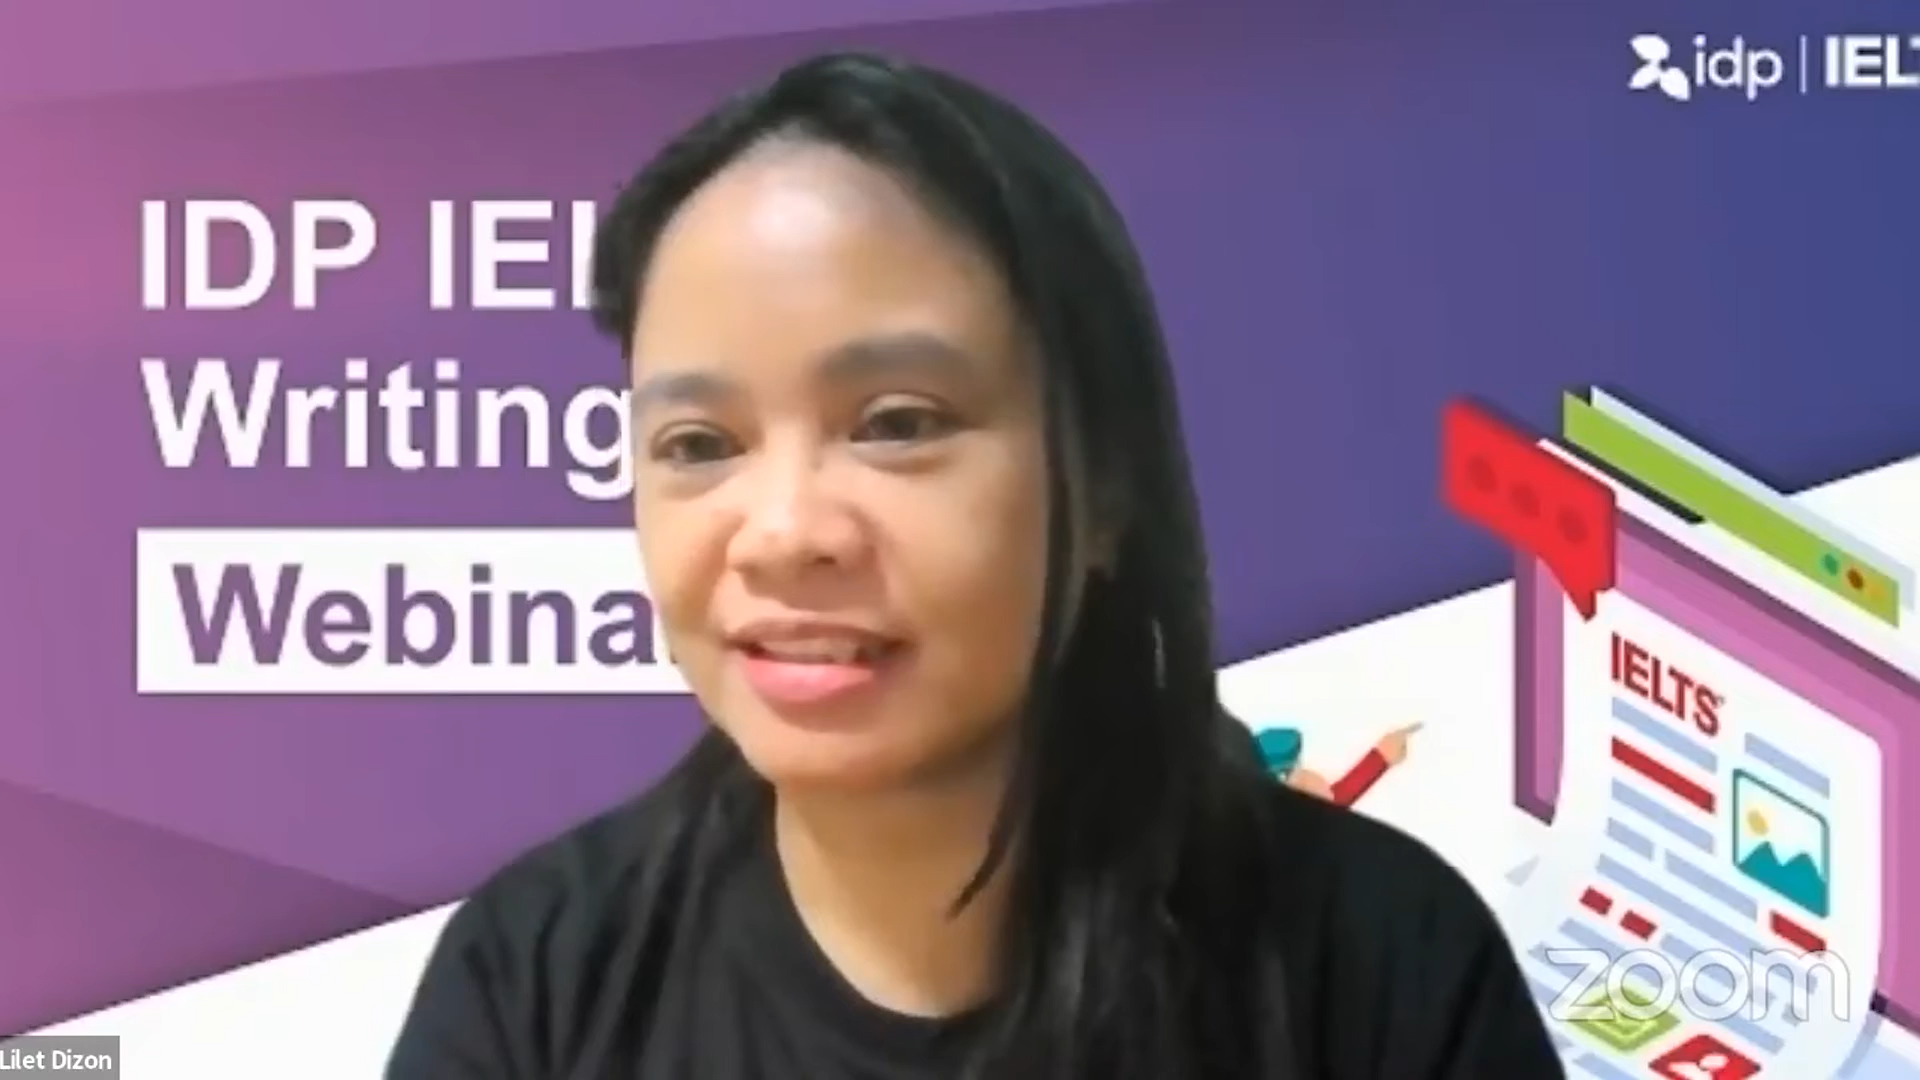 idp | IELT
IDP IEL
Writing
Webina
IELTS
zoom
Lilet Dizon